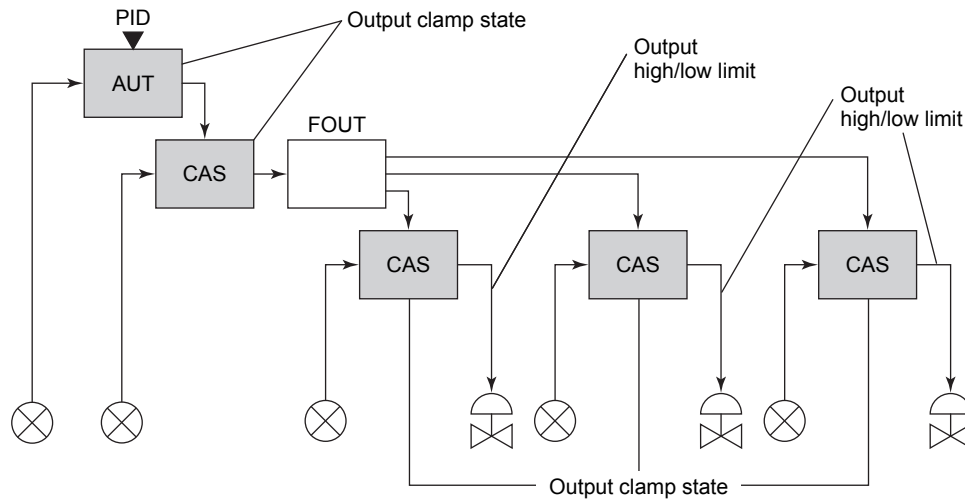 PID
Output clamp state
Output
high/low limit
AUT
Output
high/low limit
FOUT
CAS
CAS
CAS
CAS
Output clamp state